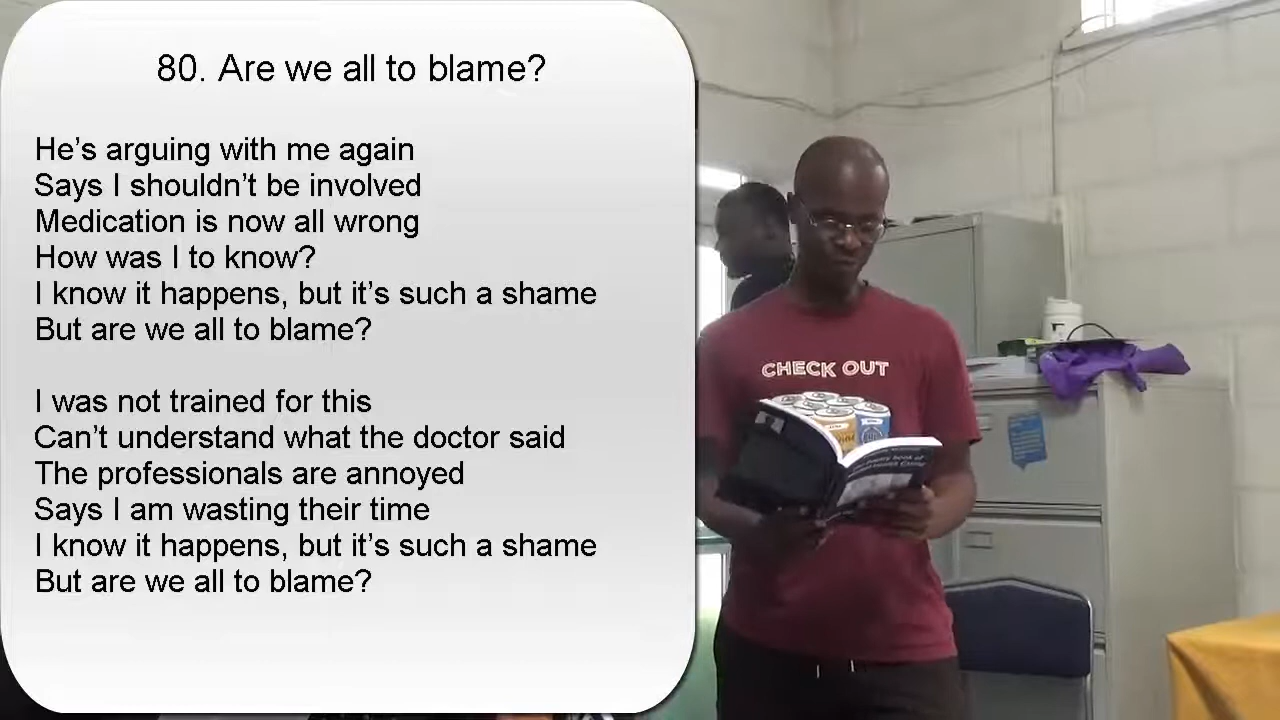 80. Are we all to blame?
He’s arguing with me again
Says I shouldn’t be involved
Medication is now all wrong
How was I to know?
I know it happens, but it’s such a shame
But are we all to blame?
I was not trained for this
Can’t understand what the doctor said
The professionals are annoyed
Says I am wasting their time
I know it happens, but it’s such a shame
But are we all to blame?
CHECK OUT